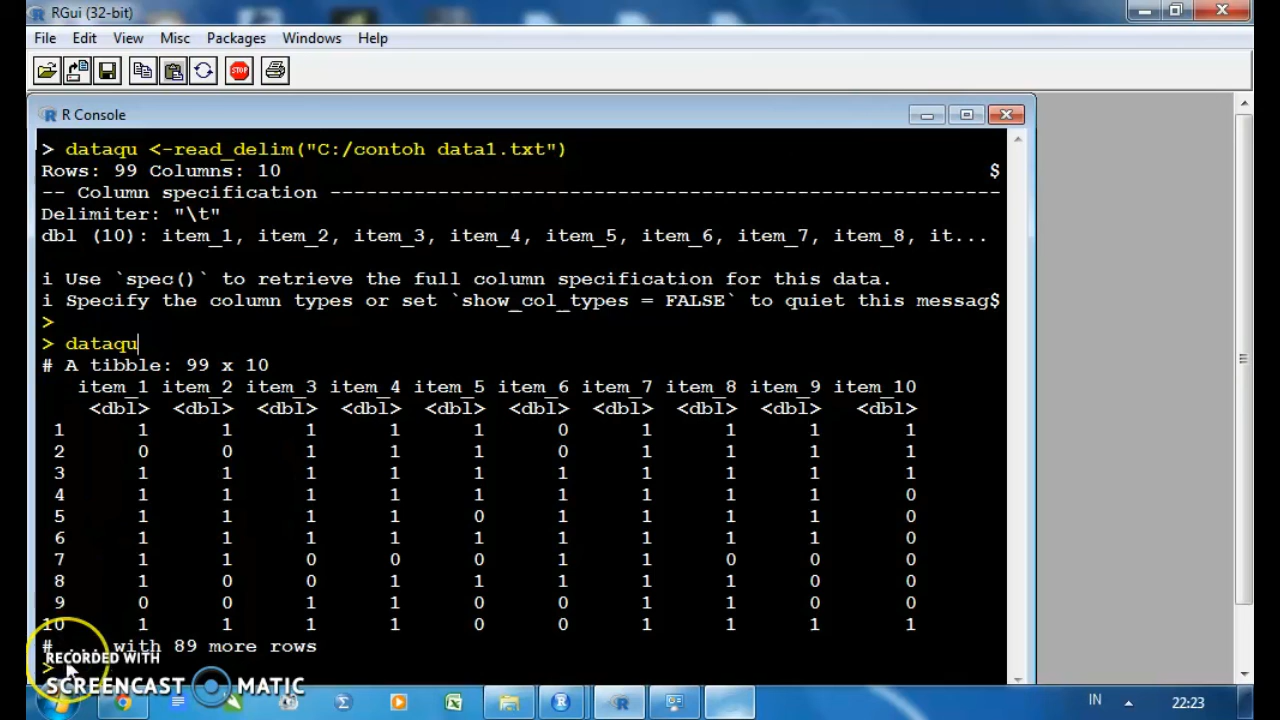 RGui (32-bit)
File Edit View Misc Packages Windows Help
STOP
R Console
> dataqu <-read_delim("C:/contoh data1.txt")
Rows: 99 Columns: 10 $
-- Column specification --------------------------------------------------------
Delimiter: "\t"
dbl (10): item_1, item_2, item_3, item_4, item_5, item_6, item_7, item_8, it...
i Use `spec()` to retrieve the full column specification for this data.
i Specify the column types or set `show_col_types = FALSE` to quiet this messag$
>
> dataqu
# A tibble: 99 x 10
item_1 item_2 item_3 item_4 item_5 item_6 item_7 item_8 item_9 item_10
<dbl> <dbl> <dbl> <dbl> <dbl> <dbl> <dbl> <dbl> <dbl> <dbl>
1 1 1 1 1 1 0 1 1 1 1
2 0 0 1 1 1 0 1 1 1 1
3 1 1 1 1 1 1 1 1 1 1
4 1 1 1 1 1 1 1 1 1 0
5 1 1 1 1 0 1 1 1 1 0
6 1 1 1 1 1 1 1 1 1 0
7 1 1 0 0 0 1 1 0 0 0
8 1 0 0 1 1 1 1 1 0 0
9 0 0 1 1 0 0 1 1 0 0
10 1 1 1 1 0 0 1 1 1 1
# ... with 89 more rows
>
RECORDED WITH
SCREENCAST MATIC
IN 22:23